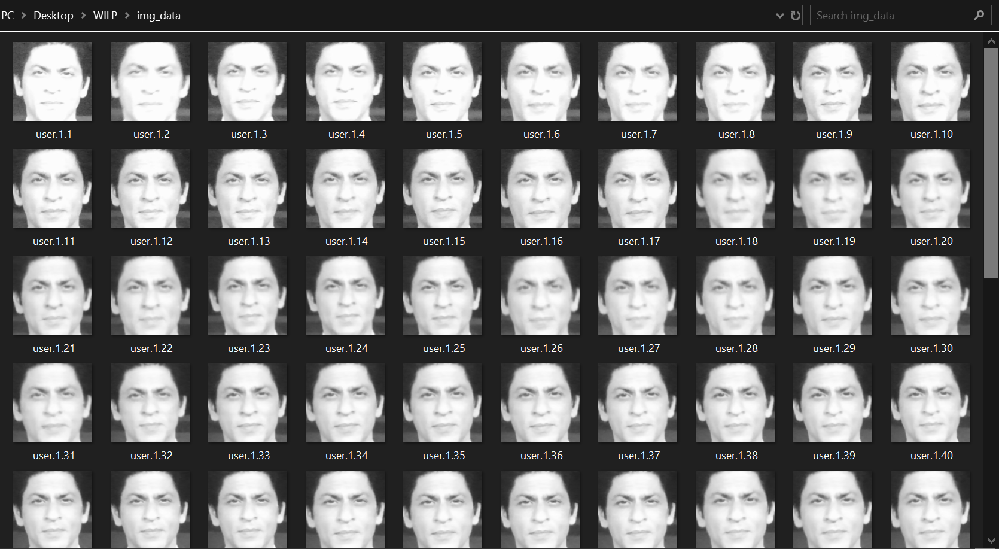 PC > Desktop > WILP > img_data
Search img_data
user.1.1 user.1.2 user.1.3 user.1.4 user.1.5 user.1.6 user.1.7 user.1.8 user.1.9 user.1.10
user.1.11 user.1.12 user.1.13 user.1.14 user.1.15 user.1.16 user.1.17 user.1.18 user.1.19 user.1.20
user.1.21 user.1.22 user.1.23 user.1.24 user.1.25 user.1.26 user.1.27 user.1.28 user.1.29 user.1.30
user.1.31 user.1.32 user.1.33 user.1.34 user.1.35 user.1.36 user.1.37 user.1.38 user.1.39 user.1.40